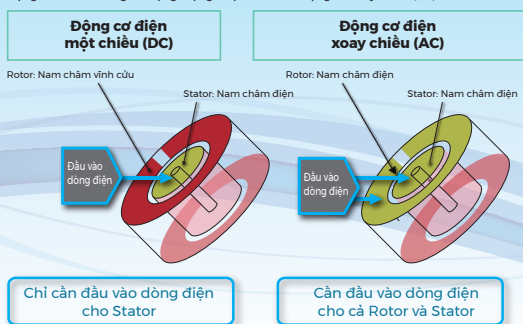 Động cơ điện
một chiều (DC)
Động cơ điện
xoay chiều (AC)
Rotor: Nam châm vĩnh cửu
Stator: Nam châm điện
Rotor: Nam châm điện
Stator: Nam châm điện
Đầu vào
dòng điện
Đầu vào
dòng điện
Chỉ cần đầu vào dòng điện
cho Stator
Cần đầu vào dòng điện
cho cả Rotor và Stator